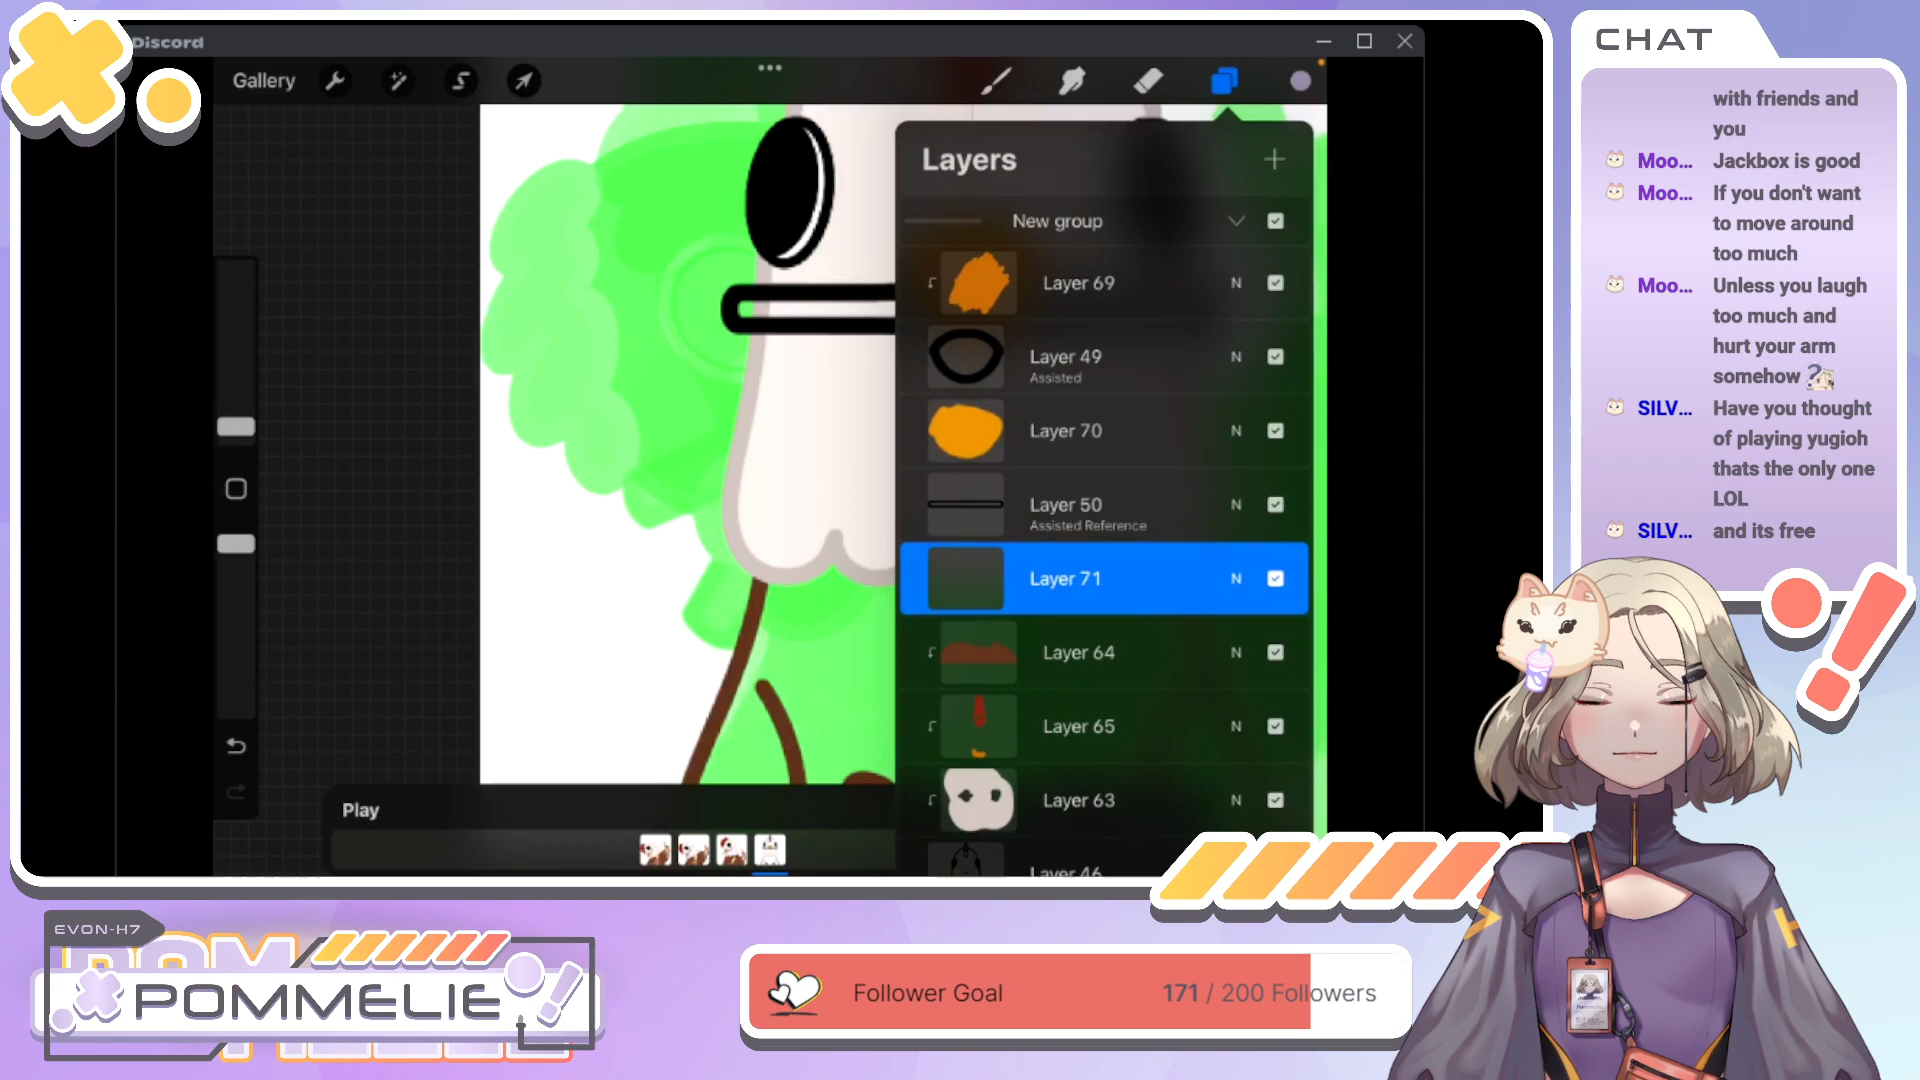 Discord
Gallery
Layers
New group
Layer 69 N
Layer 49 N
Assisted
Layer 70 N
Layer 50 N
Assisted Reference
Layer 71 N
Layer 64 N
Layer 65 N
Layer 63 N
Layer 46
Play
CHAT
with friends and
you
Moo... Jackbox is good
Moo... If you don't want
to move around
too much
Moo... Unless you laugh
too much and
hurt your arm
somehow
SILV... Have you thought
of playing yugioh
thats the only one
LOL
SILV... and its free
EVON-H7
POMMELIE
Follower Goal 171 / 200 Followers